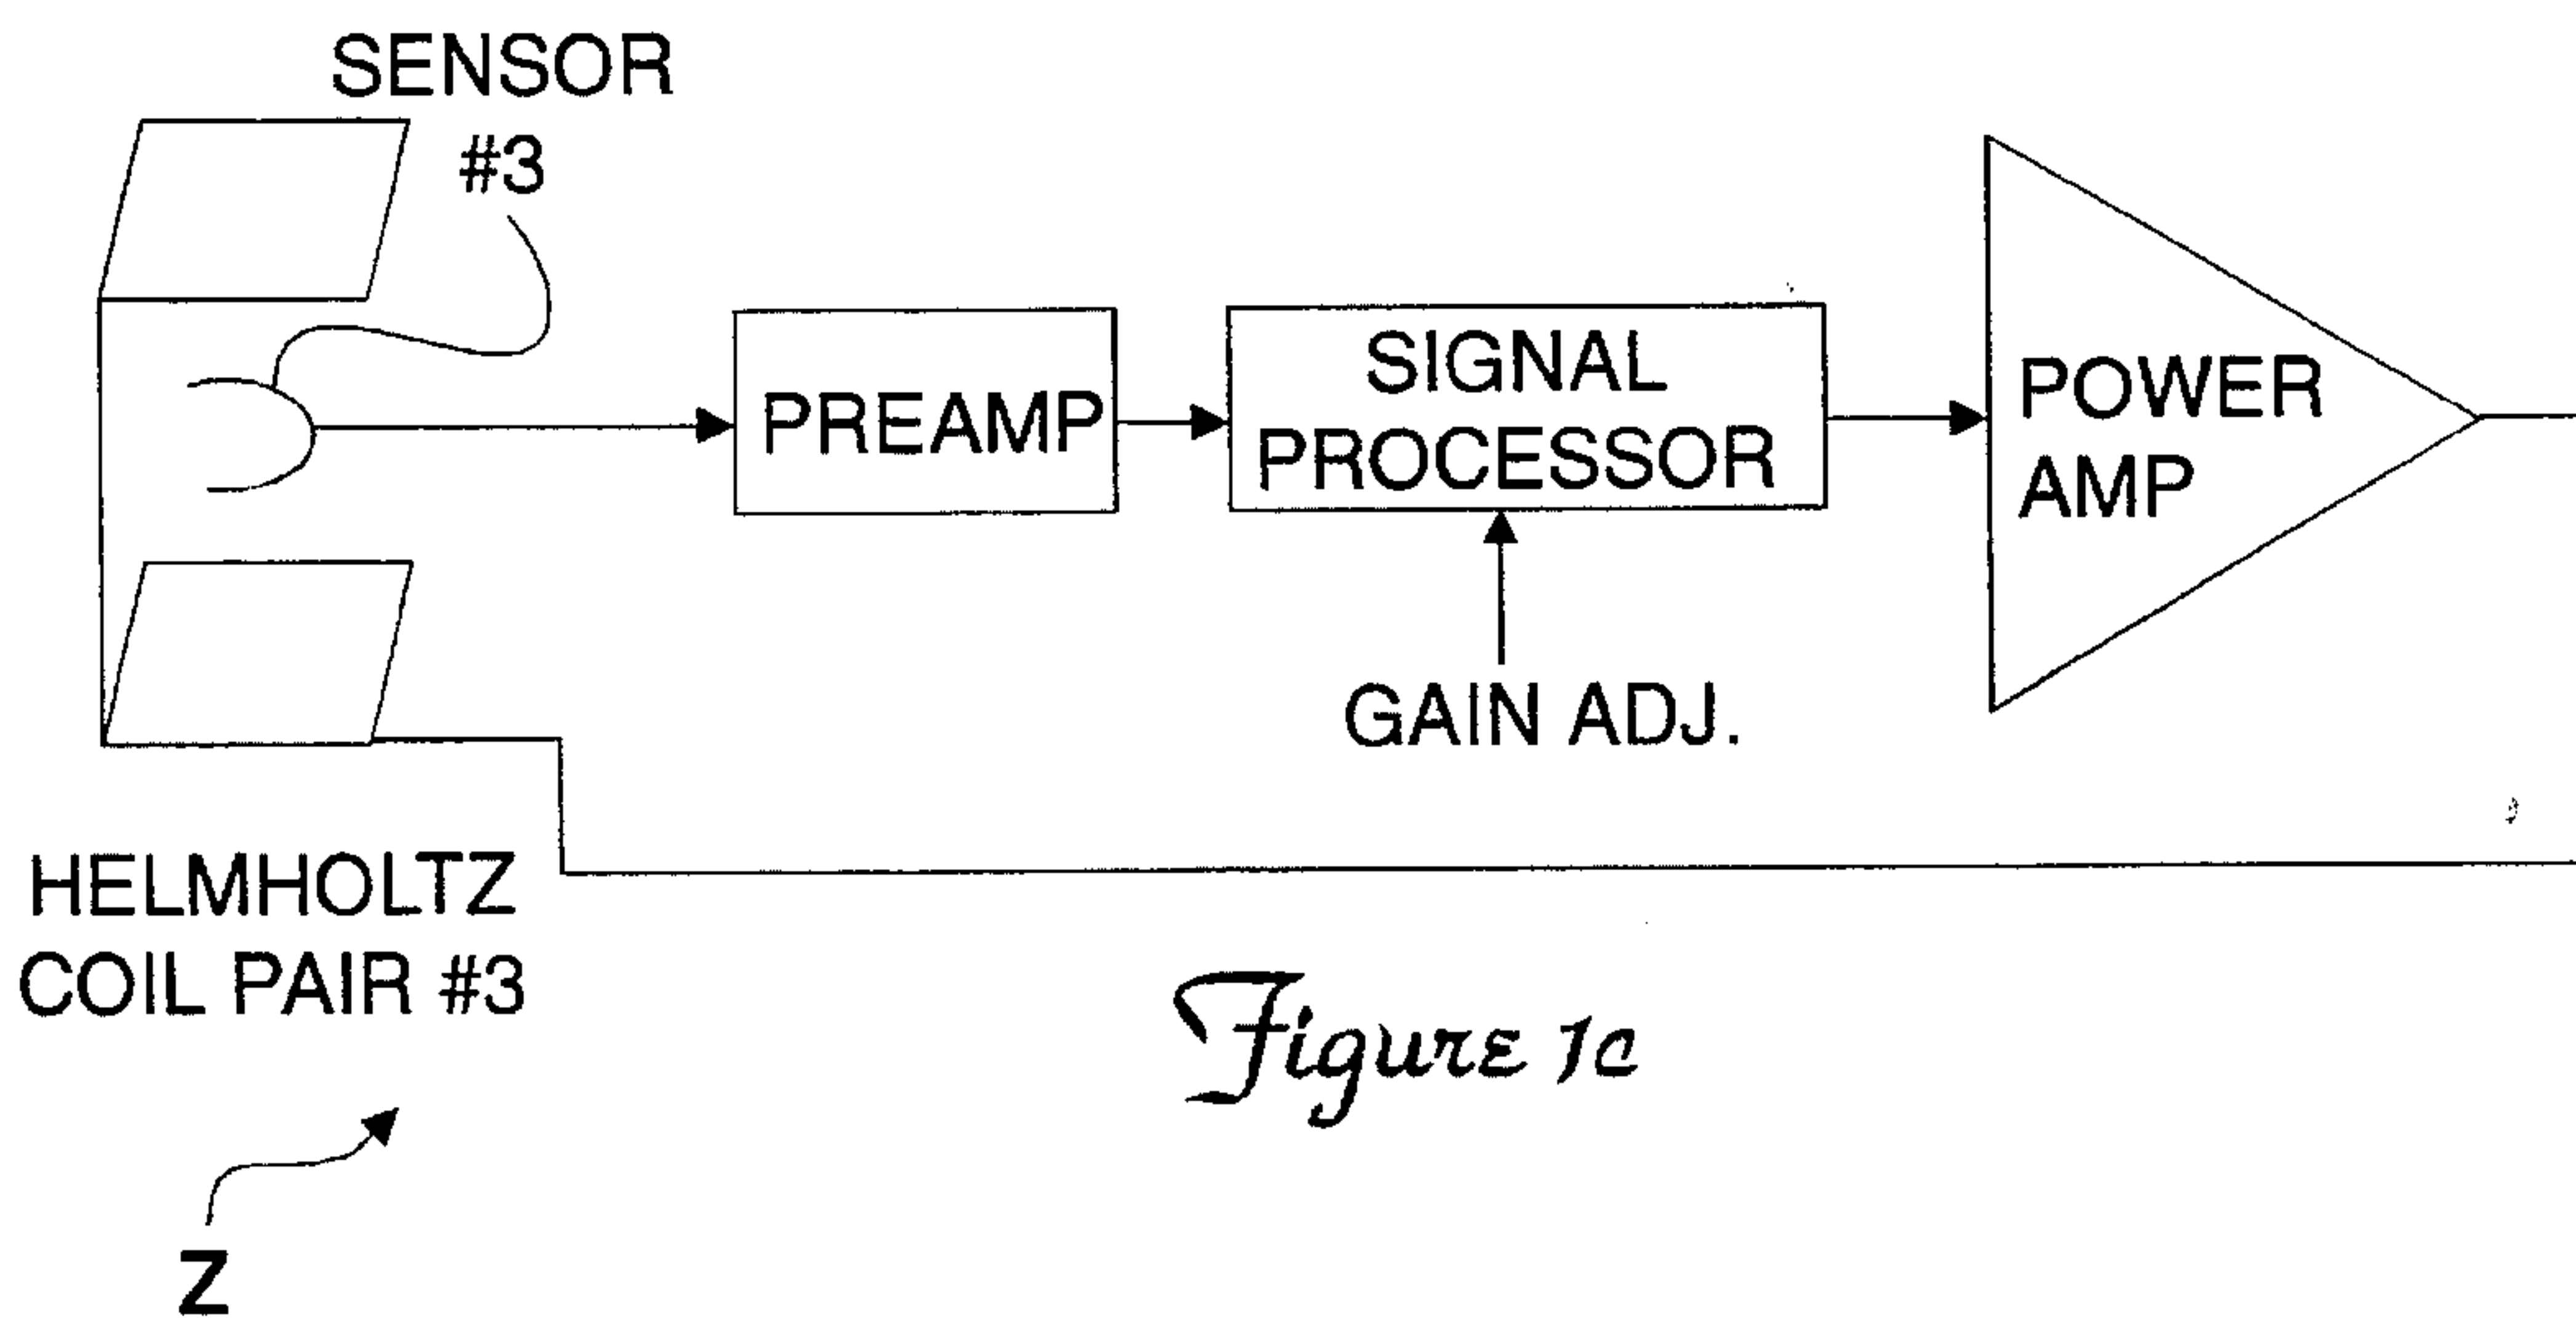 SENSOR
#3
PREAMP
SIGNAL
PROCESSOR
POWER
AMP
GAIN ADJ.
HELMHOLTZ
COIL PAIR #3
Figure 1c
Z